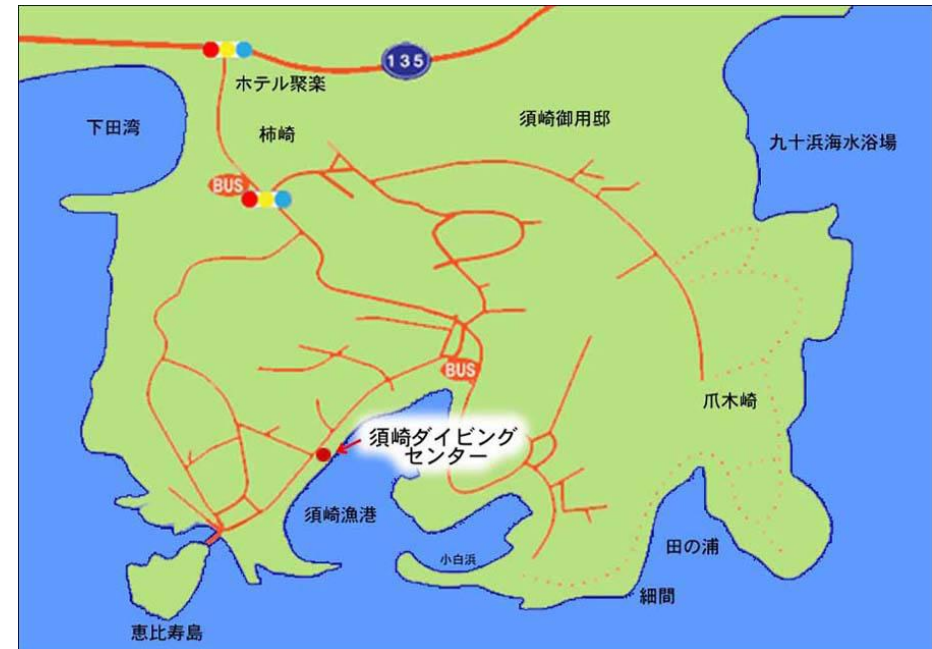 135
ホテル聚楽
下田湾
柿崎
須崎御用邸
九十浜海水浴場
BUS
BUS
爪木崎
須崎ダイビング
センター
須崎漁港
小白浜
田の浦
細間
恵比寿島